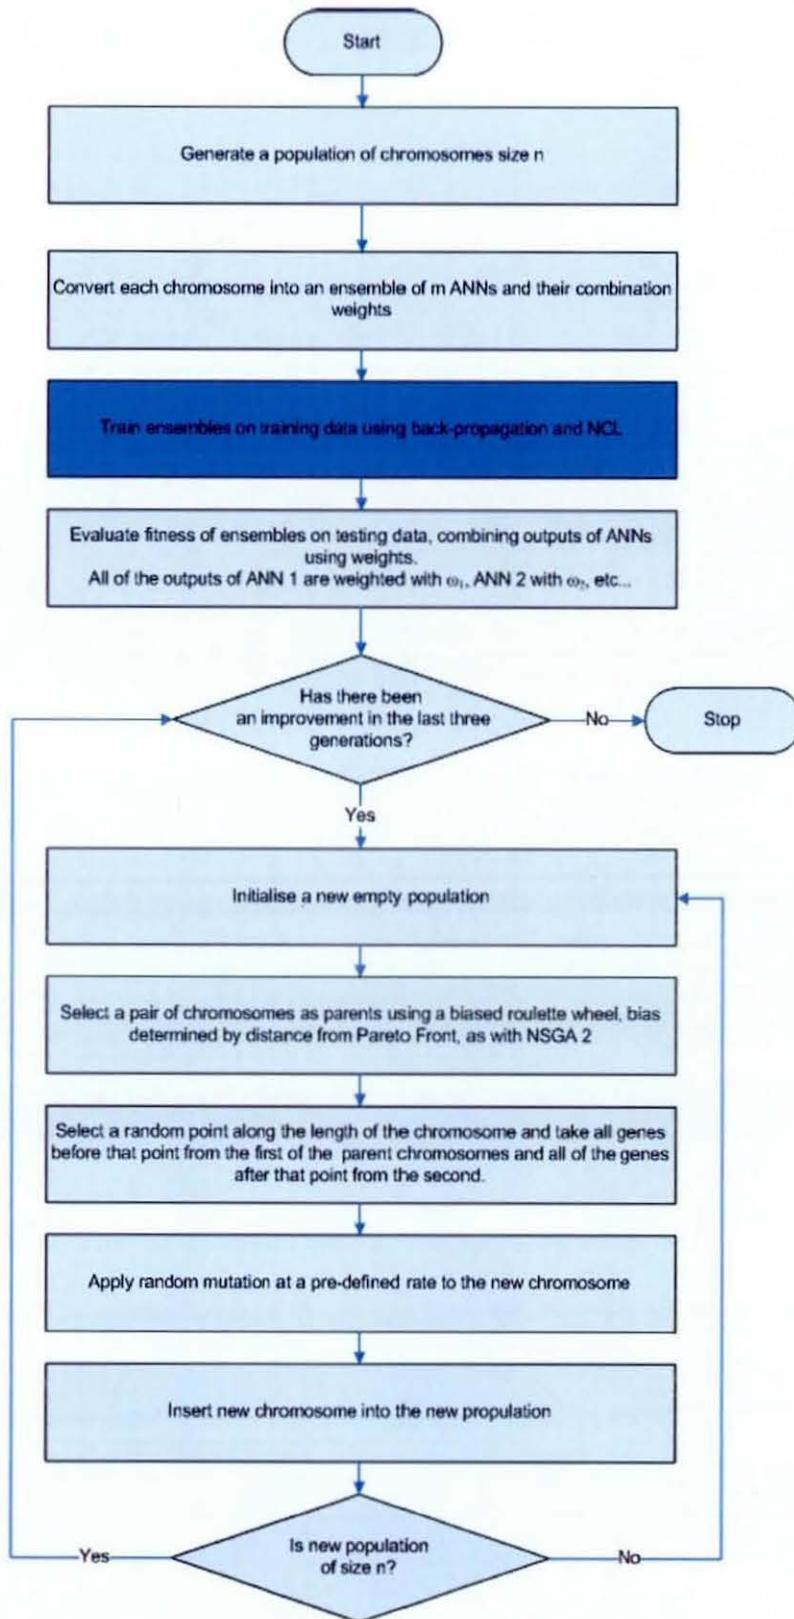 Start
Generate a population of chromosomes size n
Convert each chromosome into an ensemble of m ANNs and their combination
weights
Train ensembles on training data using back-propagation and NCL
Evaluate fitness of ensembles on testing data, combining outputs of ANNs
using weights.
All of the outputs of ANN 1 are weighted with ω₁, ANN 2 with ω₂, etc...
Has there been
an improvement in the last three
generations?
No
Stop
Yes
Initialise a new empty population
Select a pair of chromosomes as parents using a biased roulette wheel, bias
determined by distance from Pareto Front, as with NSGA 2
Select a random point along the length of the chromosome and take all genes
before that point from the first of the parent chromosomes and all of the genes
after that point from the second.
Apply random mutation at a pre-defined rate to the new chromosome
Insert new chromosome into the new propulation
Is new population
of size n?
Yes
No